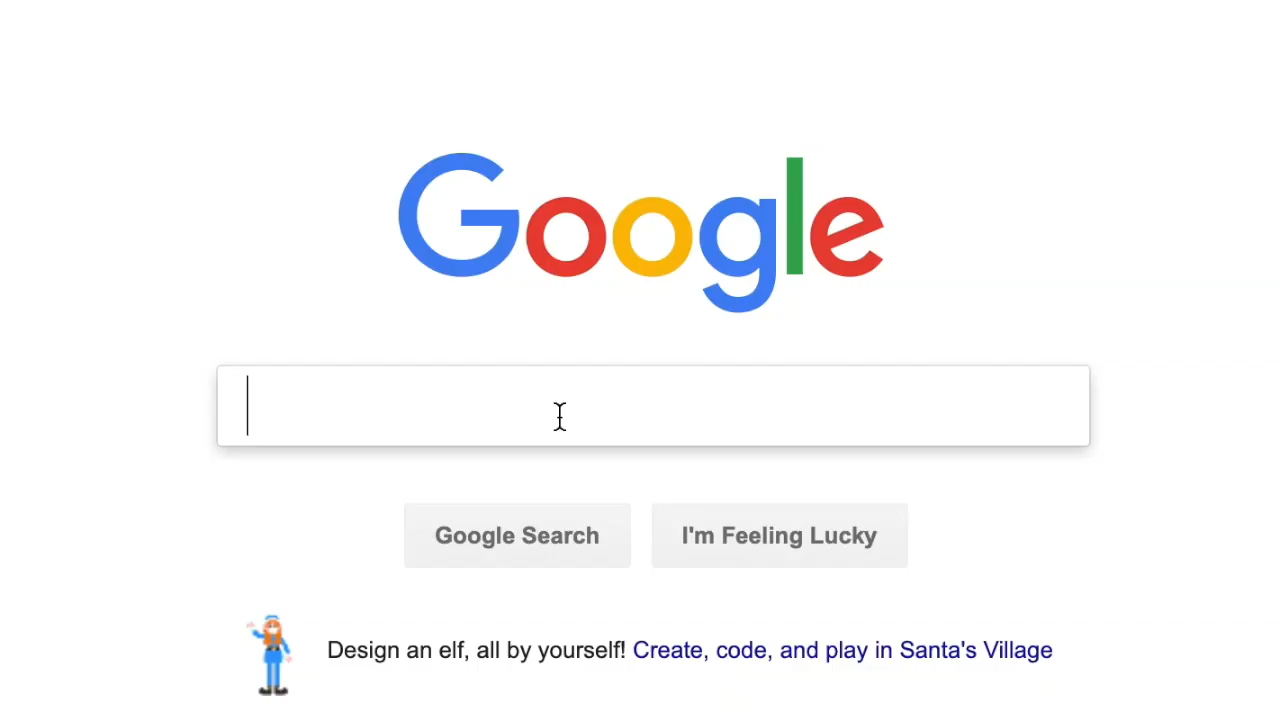 Google
Google Search
I'm Feeling Lucky
Design an elf, all by yourself! Create, code, and play in Santa's Village